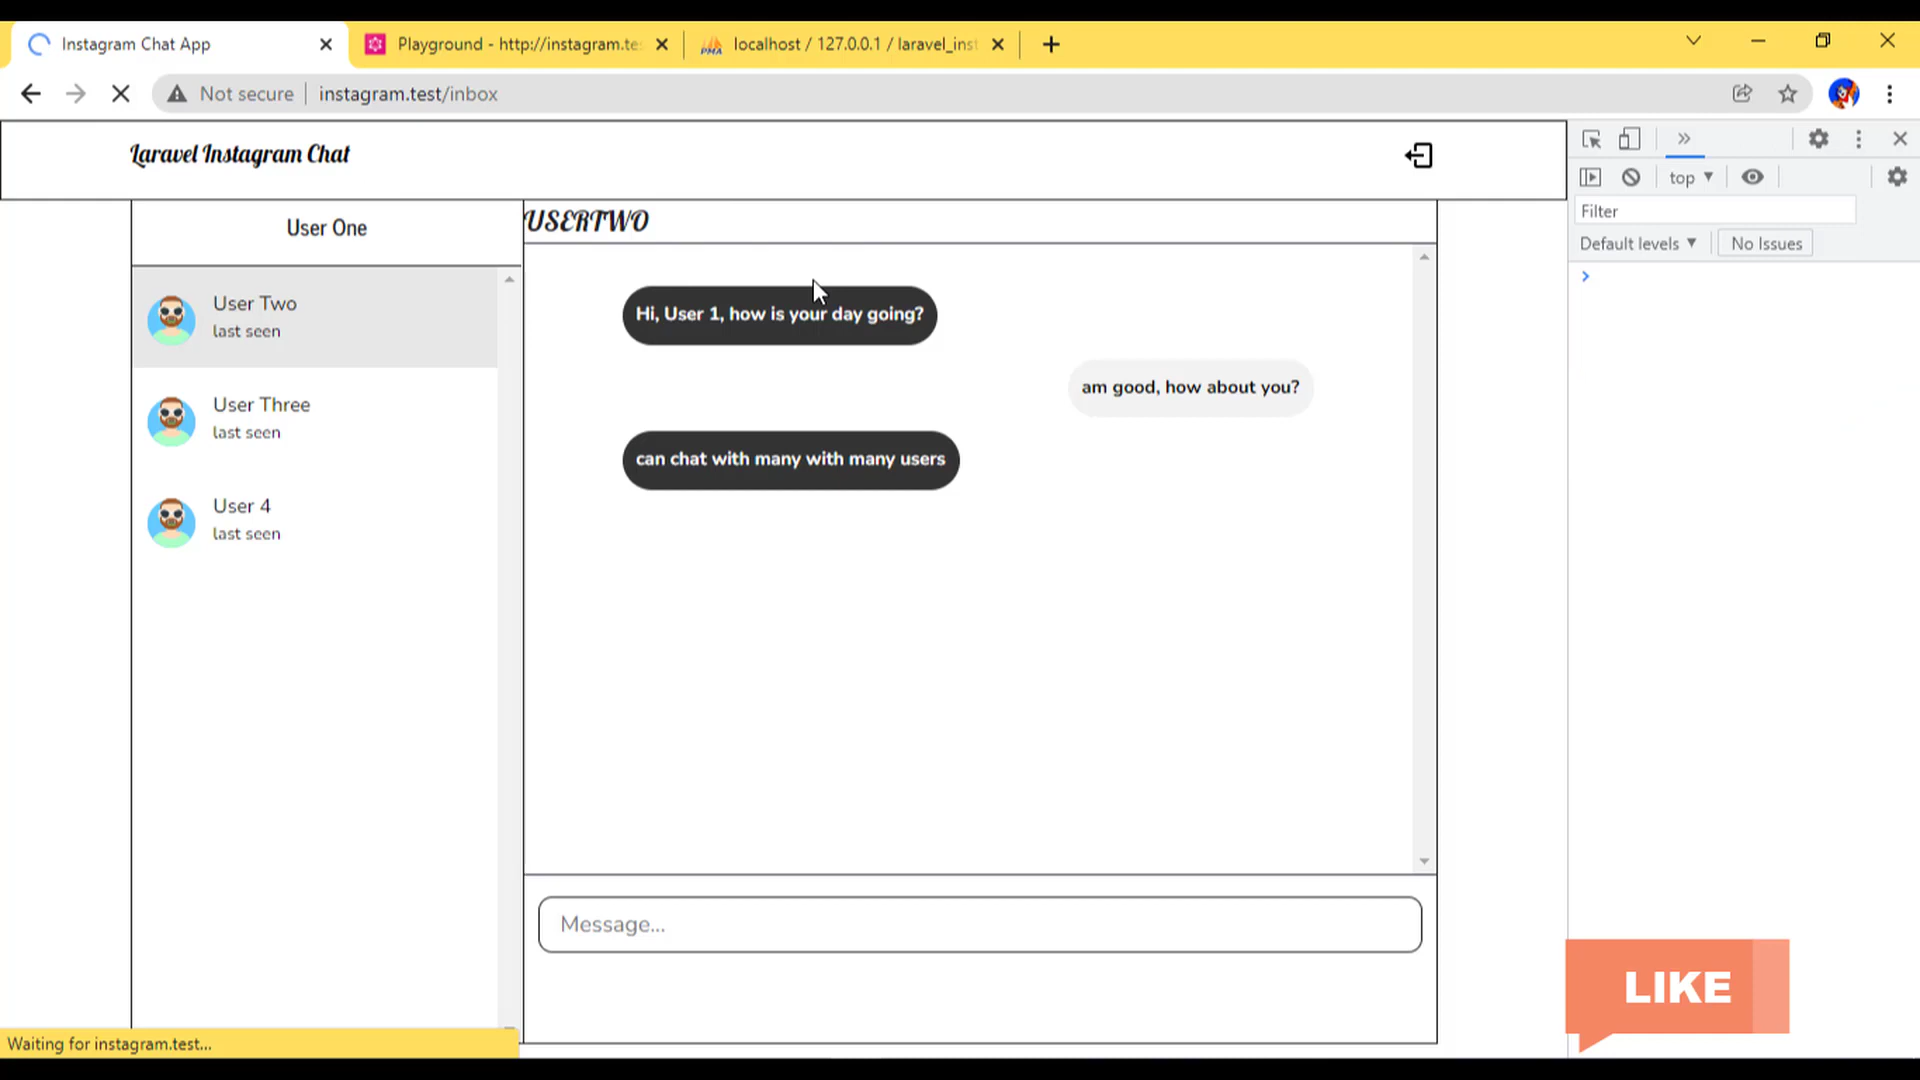 Instagram Chat App
Playground - http://instagram.te
localhost / 127.0.0.1 / laravel_inst
Not secure
instagram.test/inbox
Laravel Instagram Chat
top
Filter
Default levels
No Issues
User One
USERTWO
User Two
last seen
User Three
last seen
User 4
last seen
Hi, User 1, how is your day going?
am good, how about you?
can chat with many with many users
Message...
LIKE
Waiting for instagram.test...